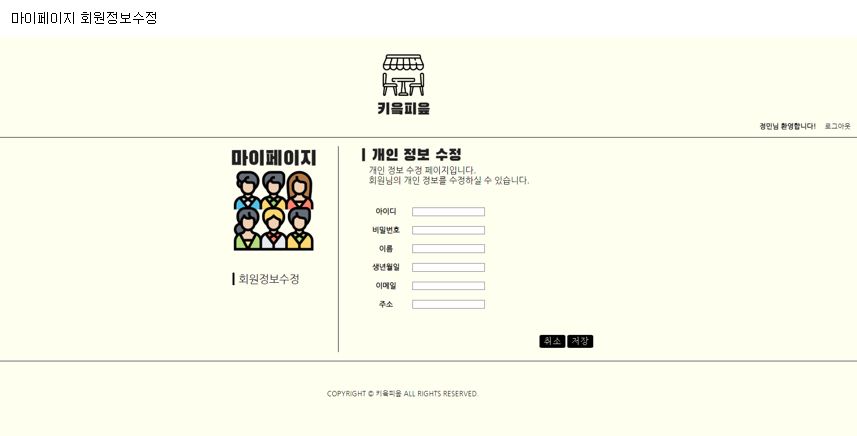 마이페이지 회원정보수정
키윽피읖
정민님 환영합니다! 로그아웃
마이페이지
회원정보수정
개인 정보 수정
개인 정보 수정 페이지입니다.
회원님의 개인 정보를 수정하실 수 있습니다.
아이디
비밀번호
이름
생년월일
이메일
주소
취소 저장
COPYRIGHT © 키윽피읖 ALL RIGHTS RESERVED.